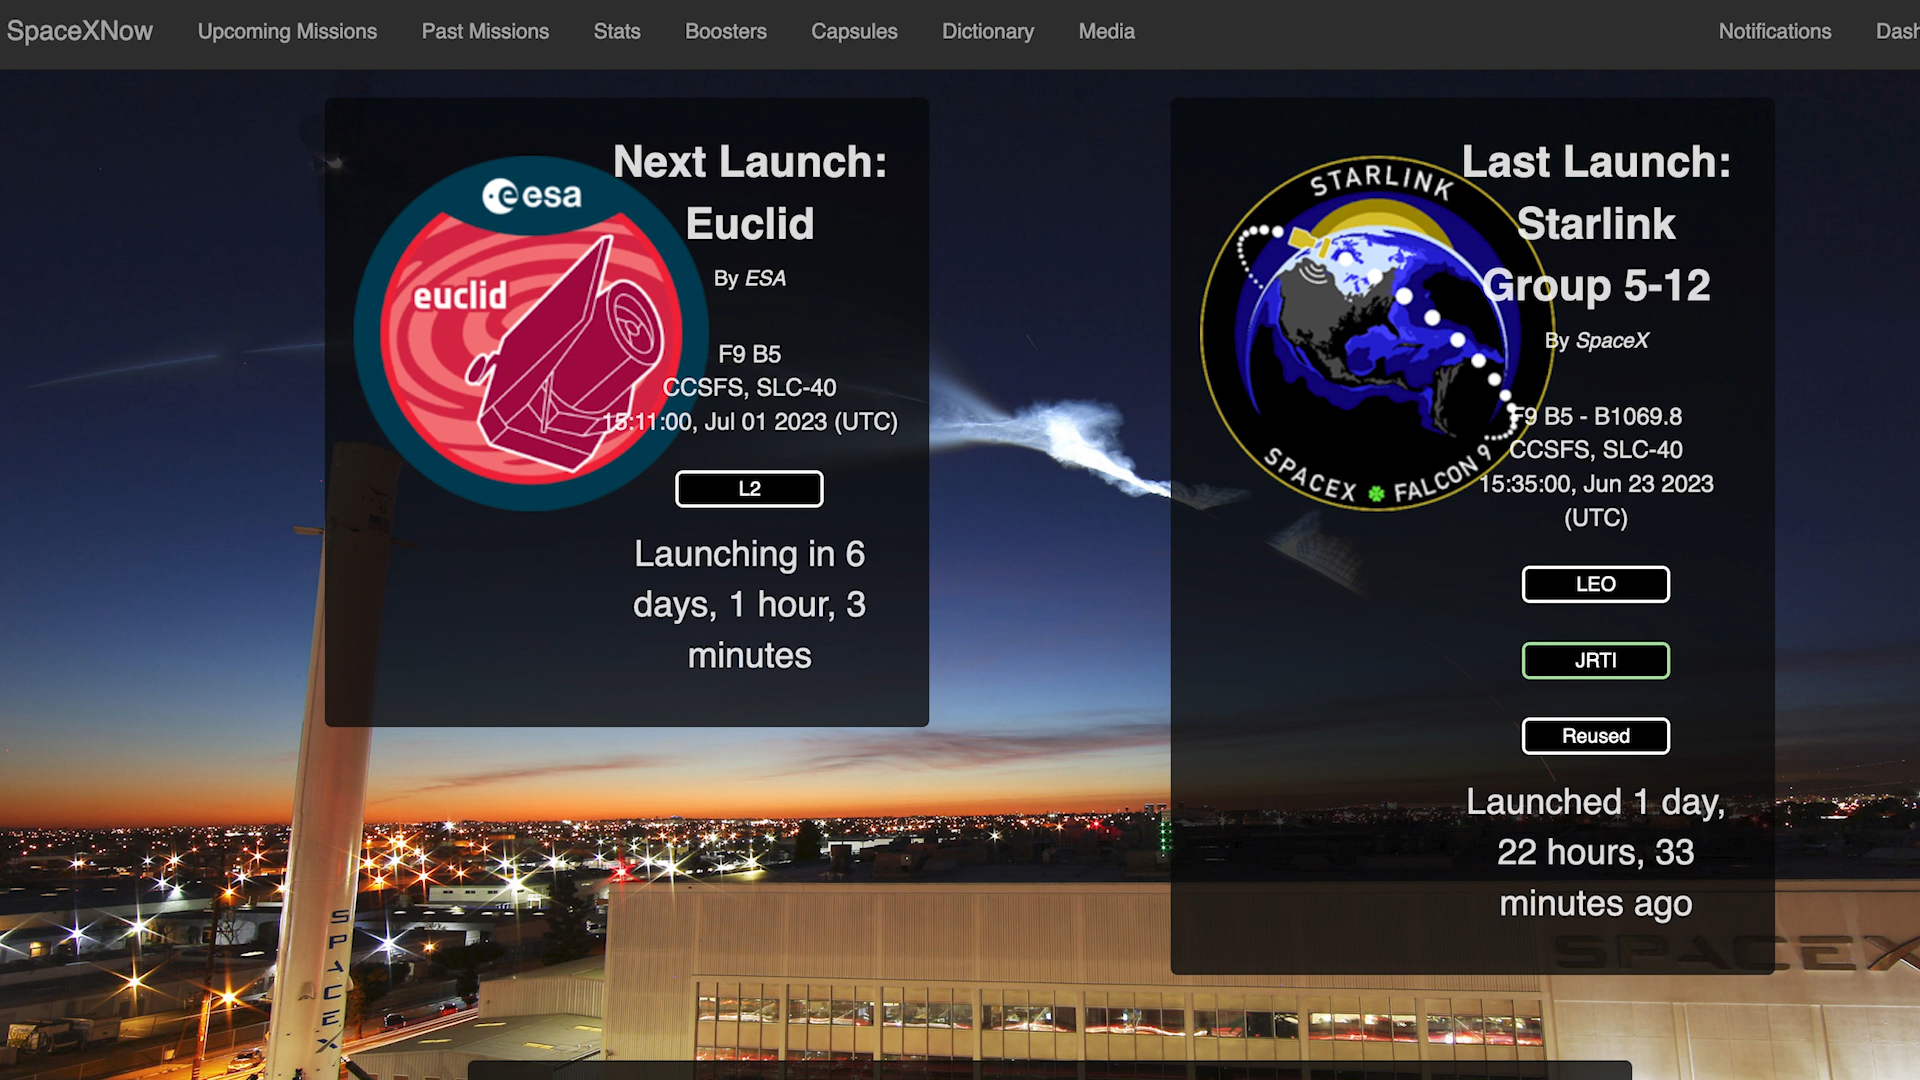 SpaceXNow
Upcoming Missions
Past Missions
Stats
Boosters
Capsules
Dictionary
Media
Notifications
Dash
esa
euclid
Next Launch:
Euclid
By ESA
F9 B5
CCSFS, SLC-40
15:11:00, Jul 01 2023 (UTC)
L2
Launching in 6
days, 1 hour, 3
minutes
STARLINK
SPACEX FALCON 9
Last Launch:
Starlink
Group 5-12
By SpaceX
F9 B5 - B1069.8
CCSFS, SLC-40
15:35:00, Jun 23 2023
(UTC)
LEO
JRTI
Reused
Launched 1 day,
22 hours, 33
minutes ago
SPACEX
SPACEX